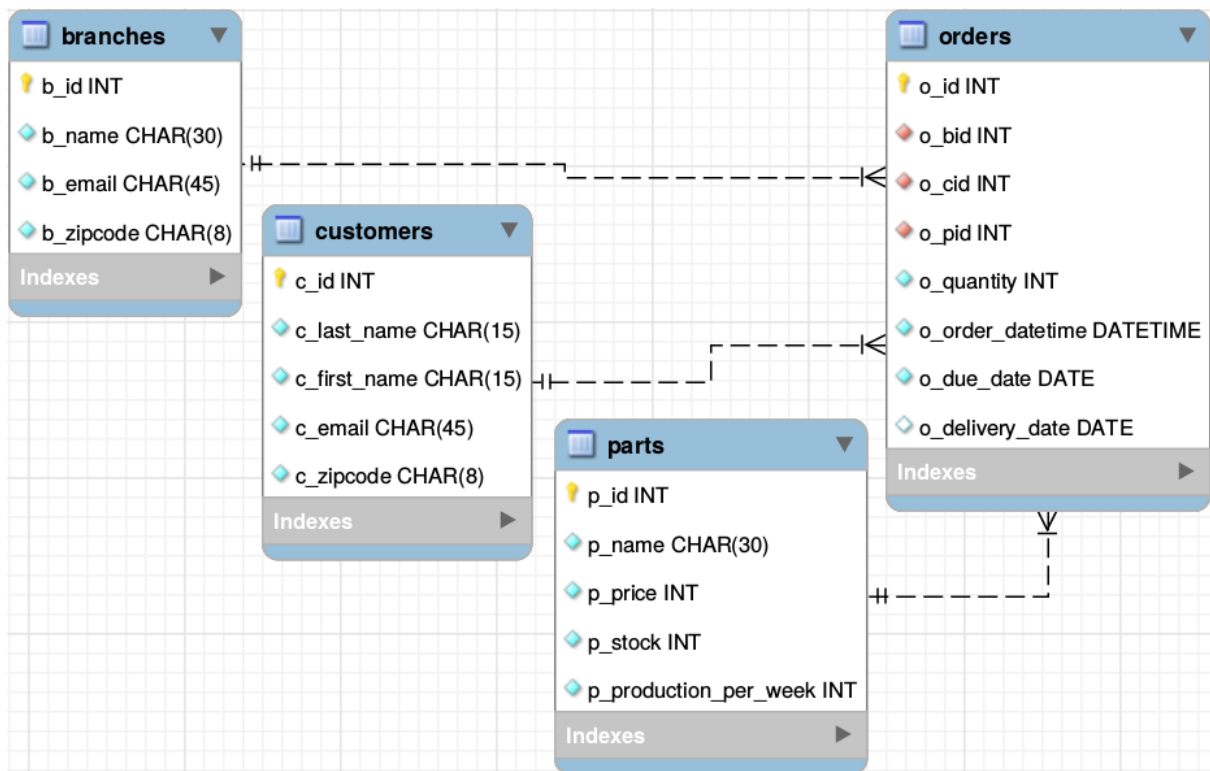 branches
b_id INT
b_name CHAR(30)
b_email CHAR(45)
b_zipcode CHAR(8)
Indexes
customers
c_id INT
c_last_name CHAR(15)
c_first_name CHAR(15)
c_email CHAR(45)
c_zipcode CHAR(8)
Indexes
parts
p_id INT
p_name CHAR(30)
p_price INT
p_stock INT
p_production_per_week INT
Indexes
orders
o_id INT
o_bid INT
o_cid INT
o_pid INT
o_quantity INT
o_order_datetime DATETIME
o_due_date DATE
o_delivery_date DATE
Indexes